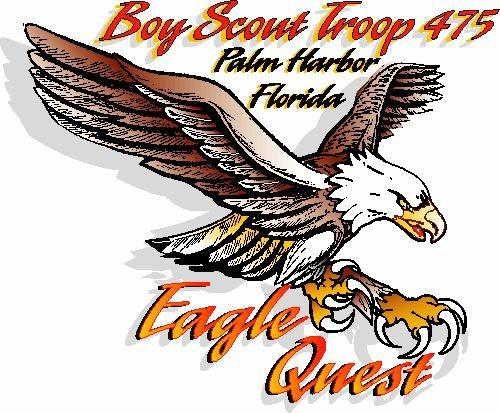 Boy Scout Troop 475
Palm Harbor
Florida
Eagle
Quest